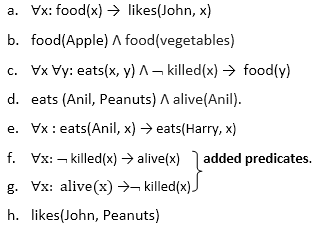 a. ∀x: food(x) → likes(John, x)
b. food(Apple) Λ food(vegetables)
c. ∀x ∀y: eats(x, y) Λ ¬ killed(x) → food(y)
d. eats (Anil, Peanuts) Λ alive(Anil).
e. ∀x : eats(Anil, x) → eats(Harry, x)
f. ∀x: ¬ killed(x) → alive(x) added predicates.
g. ∀x: alive(x) →¬ killed(x)
h. likes(John, Peanuts)